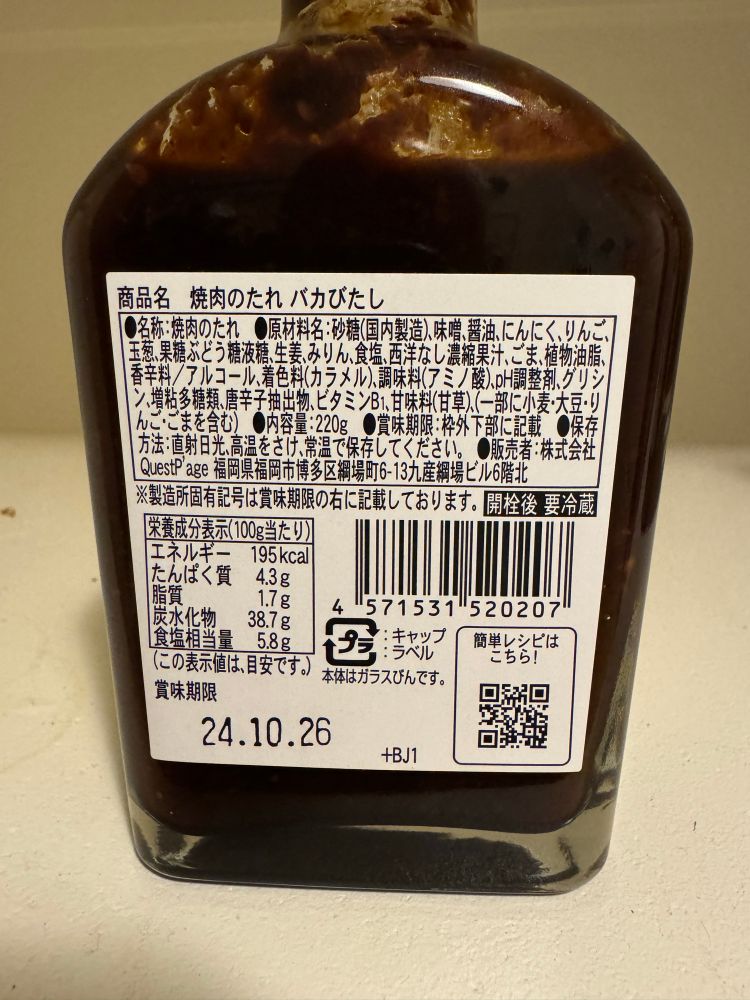 商品名 焼肉のたれ バカびたし
●名称:焼肉のたれ ●原材料名:砂糖(国内製造)、味噌、醤油、にんにく、りんご、
玉葱、果糖ぶどう糖液糖、生姜、みりん、食塩、西洋なし濃縮果汁、ごま、植物油脂、
香辛料/アルコール、着色料(カラメル)、調味料(アミノ酸)、pH調整剤、グリシ
ン、増粘多糖類、唐辛子抽出物、ビタミンB1、甘味料(甘草)、(一部に小麦・大豆・り
んご・ごまを含む) ●内容量:220g ●賞味期限:枠外下部に記載 ●保存
方法:直射日光、高温をさけ、常温で保存してください。 ●販売者:株式会社
QuestP'age 福岡県福岡市博多区綱場町6-13九産綱場ビル6階北
※製造所固有記号は賞味期限の右に記載しております。 開栓後 要冷蔵
栄養成分表示(100g当たり)
エネルギー 195kcal
たんぱく質 4.3g
脂質 1.7g
炭水化物 38.7g
食塩相当量 5.8g
(この表示値は、目安です。)
4 571531 520207
プラ :キャップ
:ラベル
本体はガラスびんです。
簡単レシピは
こちら!
賞味期限
24.10.26
+BJ1